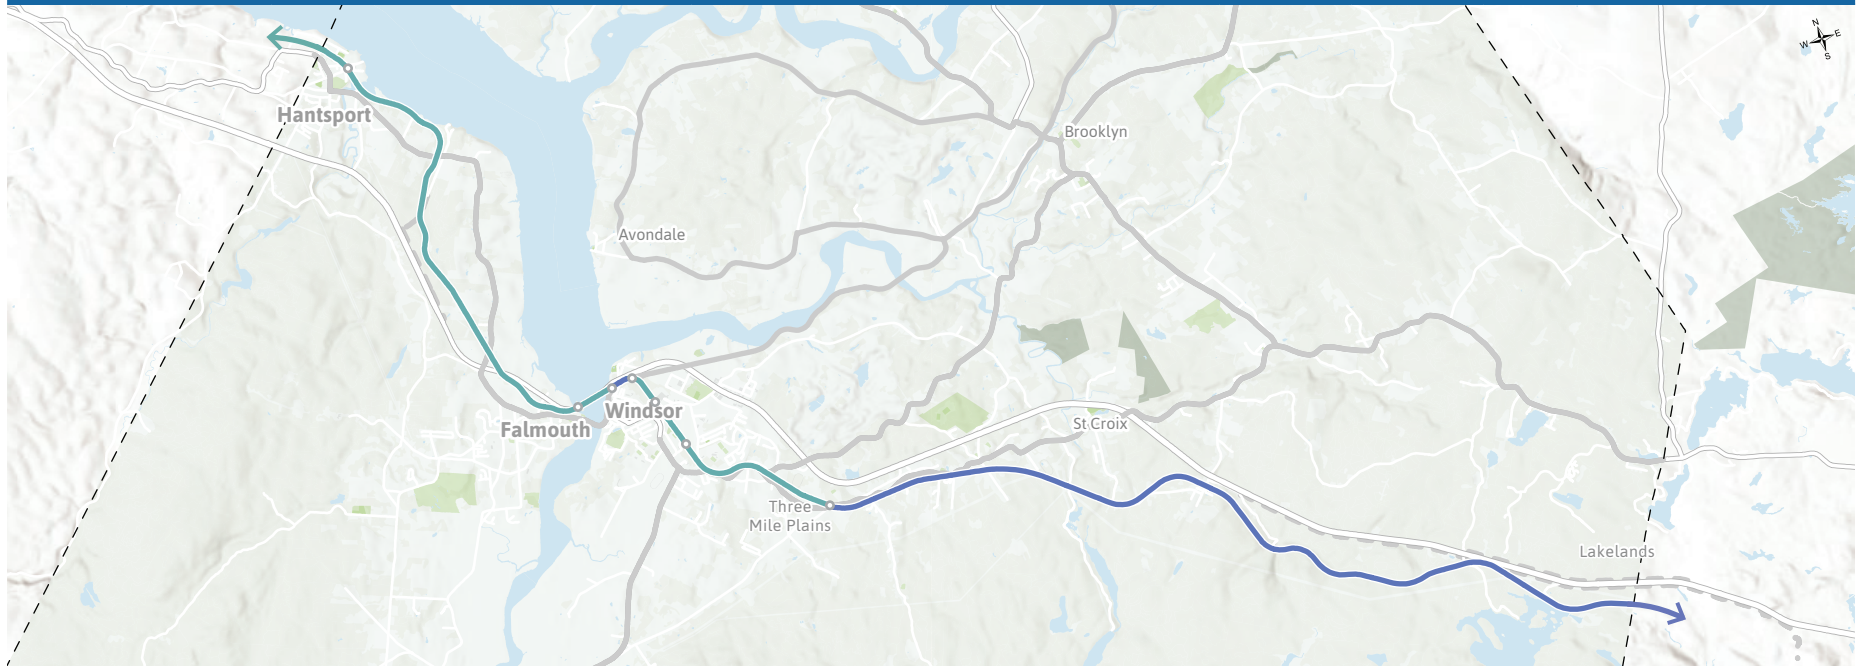 N
W
E
S
Hantsport
Brooklyn
Avondale
Windsor
Falmouth
St Croix
Three
Mile Plains
Lakelands